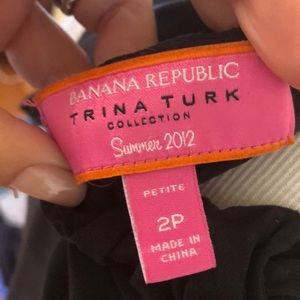 BANANA REPUBLIC
TRINA TURK
COLLECTION
Summer 2012
PETITE
2P
MADE IN
CHINA